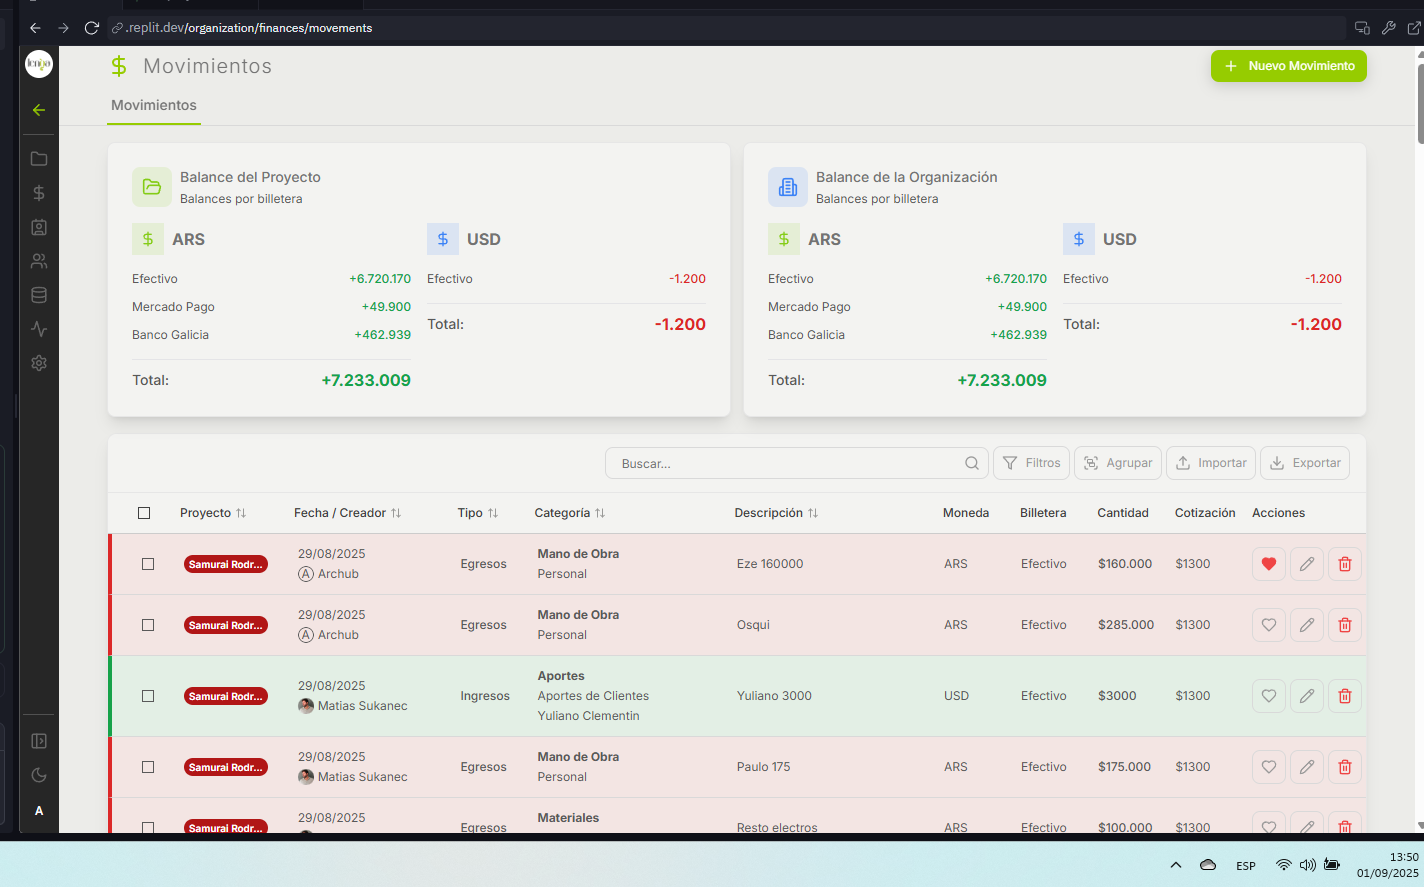 .replit.dev/organization/finances/movements
Movimientos
+ Nuevo Movimiento
Movimientos
Balance del Proyecto
Balances por billetera
$ ARS
Efectivo +6.720.170
Mercado Pago +49.900
Banco Galicia +462.939
Total: +7.233.009
$ USD
Efectivo -1.200
Total: -1.200
Balance de la Organización
Balances por billetera
$ ARS
Efectivo +6.720.170
Mercado Pago +49.900
Banco Galicia +462.939
Total: +7.233.009
$ USD
Efectivo -1.200
Total: -1.200
Buscar... Filtros Agrupar Importar Exportar
Proyecto Fecha / Creador Tipo Categoría Descripción Moneda Billetera Cantidad Cotización Acciones
Samurai Rodr... 29/08/2025 Egresos Mano de Obra Eze 160000 ARS Efectivo $160.000 $1300
A Archub Personal
Samurai Rodr... 29/08/2025 Egresos Mano de Obra Osqui ARS Efectivo $285.000 $1300
A Archub Personal
Samurai Rodr... 29/08/2025 Ingresos Aportes Yuliano 3000 USD Efectivo $3000 $1300
Matias Sukanec Aportes de Clientes
Yuliano Clementin
Samurai Rodr... 29/08/2025 Egresos Mano de Obra Paulo 175 ARS Efectivo $175.000 $1300
Matias Sukanec Personal
Samurai Rodr... 29/08/2025 Egresos Materiales Resto electros ARS Efectivo $100.000 $1300
A
ESP
13:50
01/09/2025